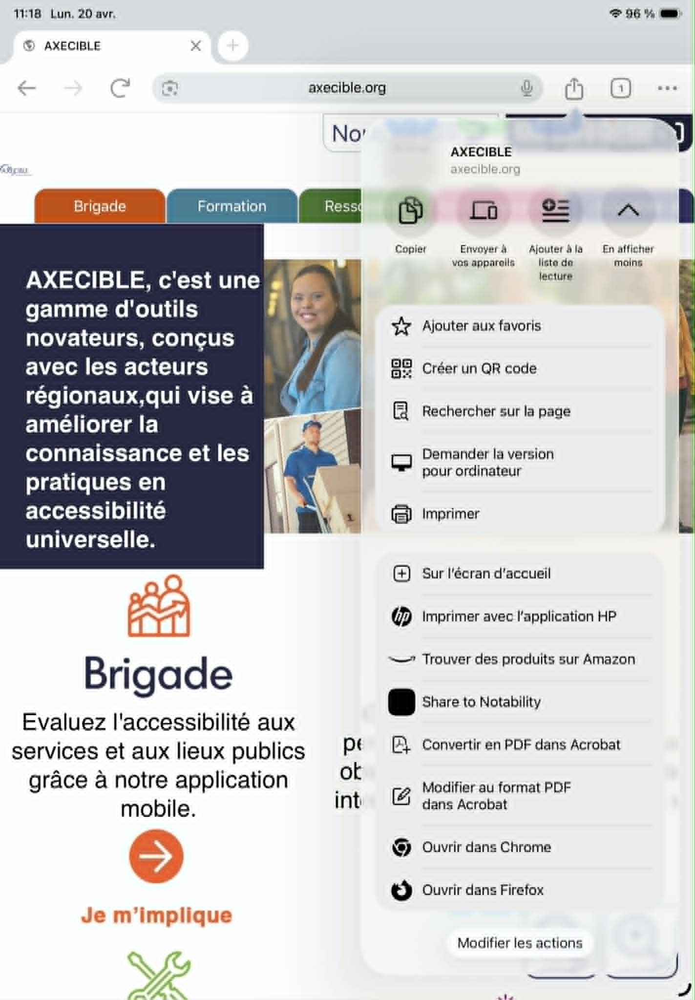 11:18 Lun. 20 avr.
96 %
AXECIBLE
axecible.org
1
AXECIBLE
axecible.org
Brigade
Formation
Copier
Envoyer à
vos appareils
Ajouter à la
liste de
lecture
En afficher
moins
AXECIBLE, c'est une
gamme d'outils
novateurs, conçus
avec les acteurs
régionaux,qui vise à
améliorer la
connaissance et les
pratiques en
accessibilité
universelle.
Ajouter aux favoris
Créer un QR code
Rechercher sur la page
Demander la version
pour ordinateur
Imprimer
Sur l'écran d'accueil
hp
Imprimer avec l'application HP
Trouver des produits sur Amazon
Share to Notability
Convertir en PDF dans Acrobat
Modifier au format PDF
dans Acrobat
Ouvrir dans Chrome
Ouvrir dans Firefox
Modifier les actions
Brigade
Evaluez l'accessibilité aux
services et aux lieux publics
grâce à notre application
mobile.
Je m'implique